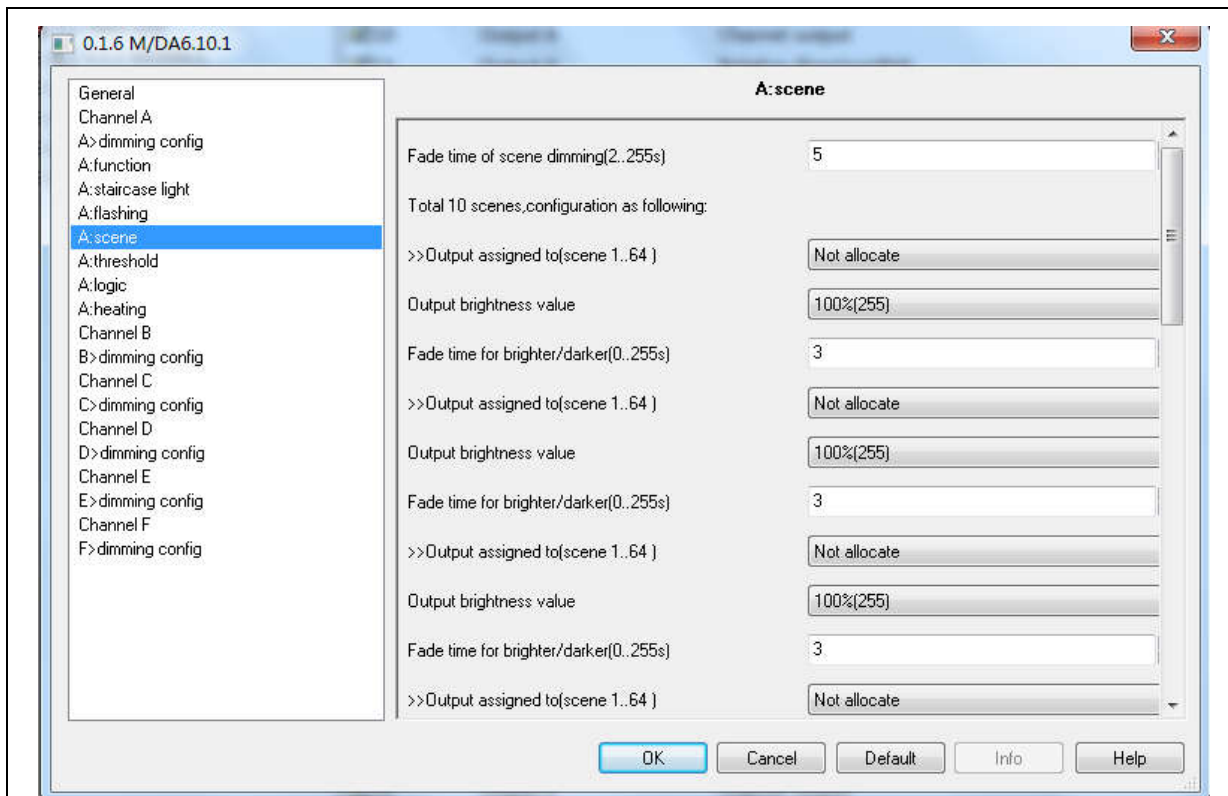 0.1.6 M/DA6.10.1
General
Channel A
A>dimming config
A:function
A:staircase light
A:flashing
A:scene
A:threshold
A:logic
A:heating
Channel B
B>dimming config
Channel C
C>dimming config
Channel D
D>dimming config
Channel E
E>dimming config
Channel F
F>dimming config
A:scene
Fade time of scene dimming(2..255s) 5
Total 10 scenes,configuration as following:
>>Output assigned to(scene 1..64 ) Not allocate
Output brightness value 100%(255)
Fade time for brighter/darker(0..255s) 3
>>Output assigned to(scene 1..64 ) Not allocate
Output brightness value 100%(255)
Fade time for brighter/darker(0..255s) 3
>>Output assigned to(scene 1..64 ) Not allocate
Output brightness value 100%(255)
Fade time for brighter/darker(0..255s) 3
>>Output assigned to(scene 1..64 ) Not allocate
OK Cancel Default Info Help